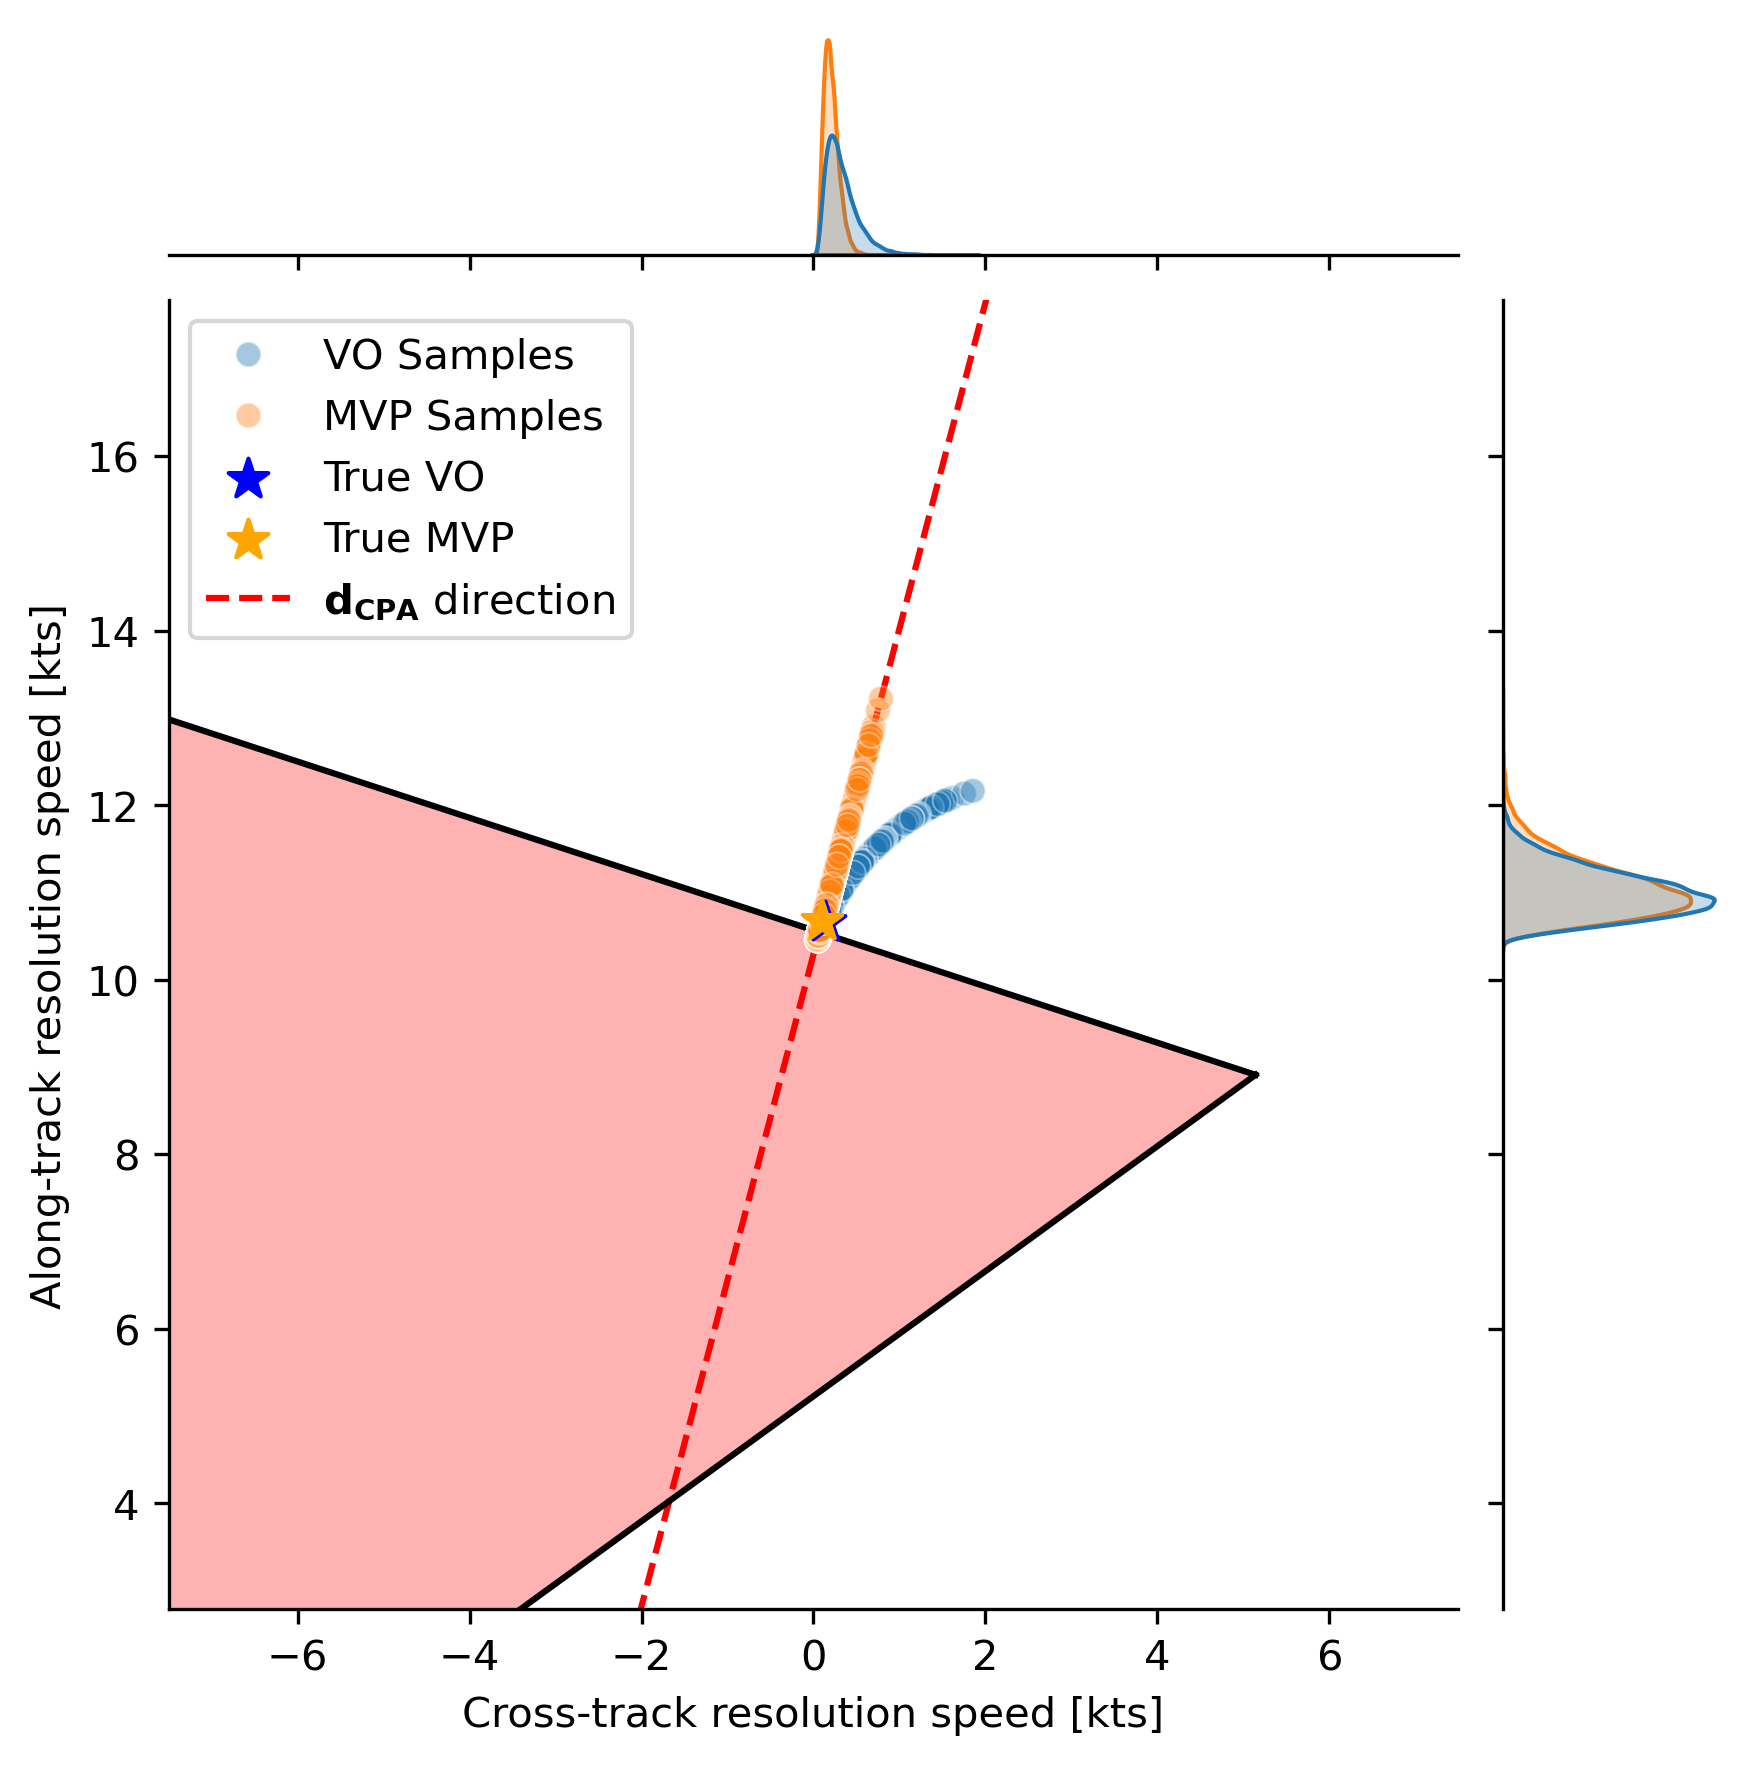 VO Samples
MVP Samples
True VO
True MVP
d_CPA direction
16
14
12
10
8
6
4
−6 −4 −2 0 2 4 6
Along-track resolution speed [kts]
Cross-track resolution speed [kts]